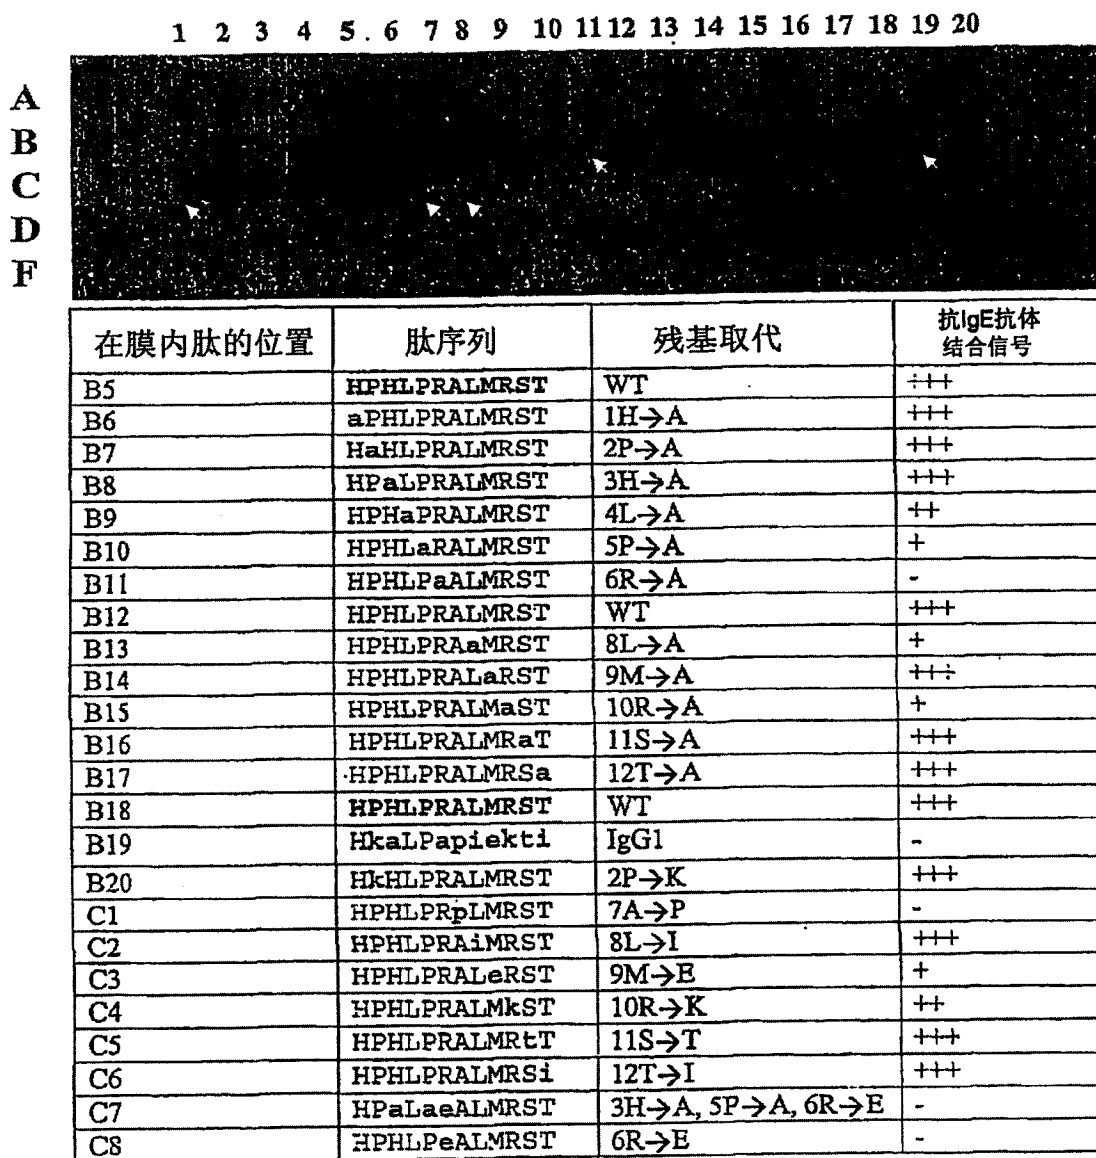 1 2 3 4 5 . 6 7 8 9 10 11 12 13 14 15 16 17 18 19 20
A
B
C
D
F
在膜内肽的位置 肽序列 残基取代 抗IgE抗体
结合信号
B5 HPHLPRALMRST WT +++
B6 aPHLPRALMRST 1H→A +++
B7 HaHLPRALMRST 2P→A +++
B8 HPaLPRALMRST 3H→A +++
B9 HPHaPRALMRST 4L→A ++
B10 HPHLaRALMRST 5P→A +
B11 HPHLPaALMRST 6R→A -
B12 HPHLPRALMRST WT +++
B13 HPHLPRAaMRST 8L→A +
B14 HPHLPRALaRST 9M→A +++
B15 HPHLPRALMaST 10R→A +
B16 HPHLPRALMRaT 11S→A +++
B17 HPHLPRALMRSa 12T→A +++
B18 HPHLPRALMRST WT +++
B19 HkaLPapiekti IgG1 -
B20 HkHLPRALMRST 2P→K +++
C1 HPHLPRpLMRST 7A→P -
C2 HPHLPRAiMRST 8L→I +++
C3 HPHLPRALeRST 9M→E +
C4 HPHLPRALMkST 10R→K ++
C5 HPHLPRALMRtT 11S→T +++
C6 HPHLPRALMRSi 12T→I +++
C7 HPaLaeALMRST 3H→A, 5P→A, 6R→E -
C8 HPHLPeALMRST 6R→E -